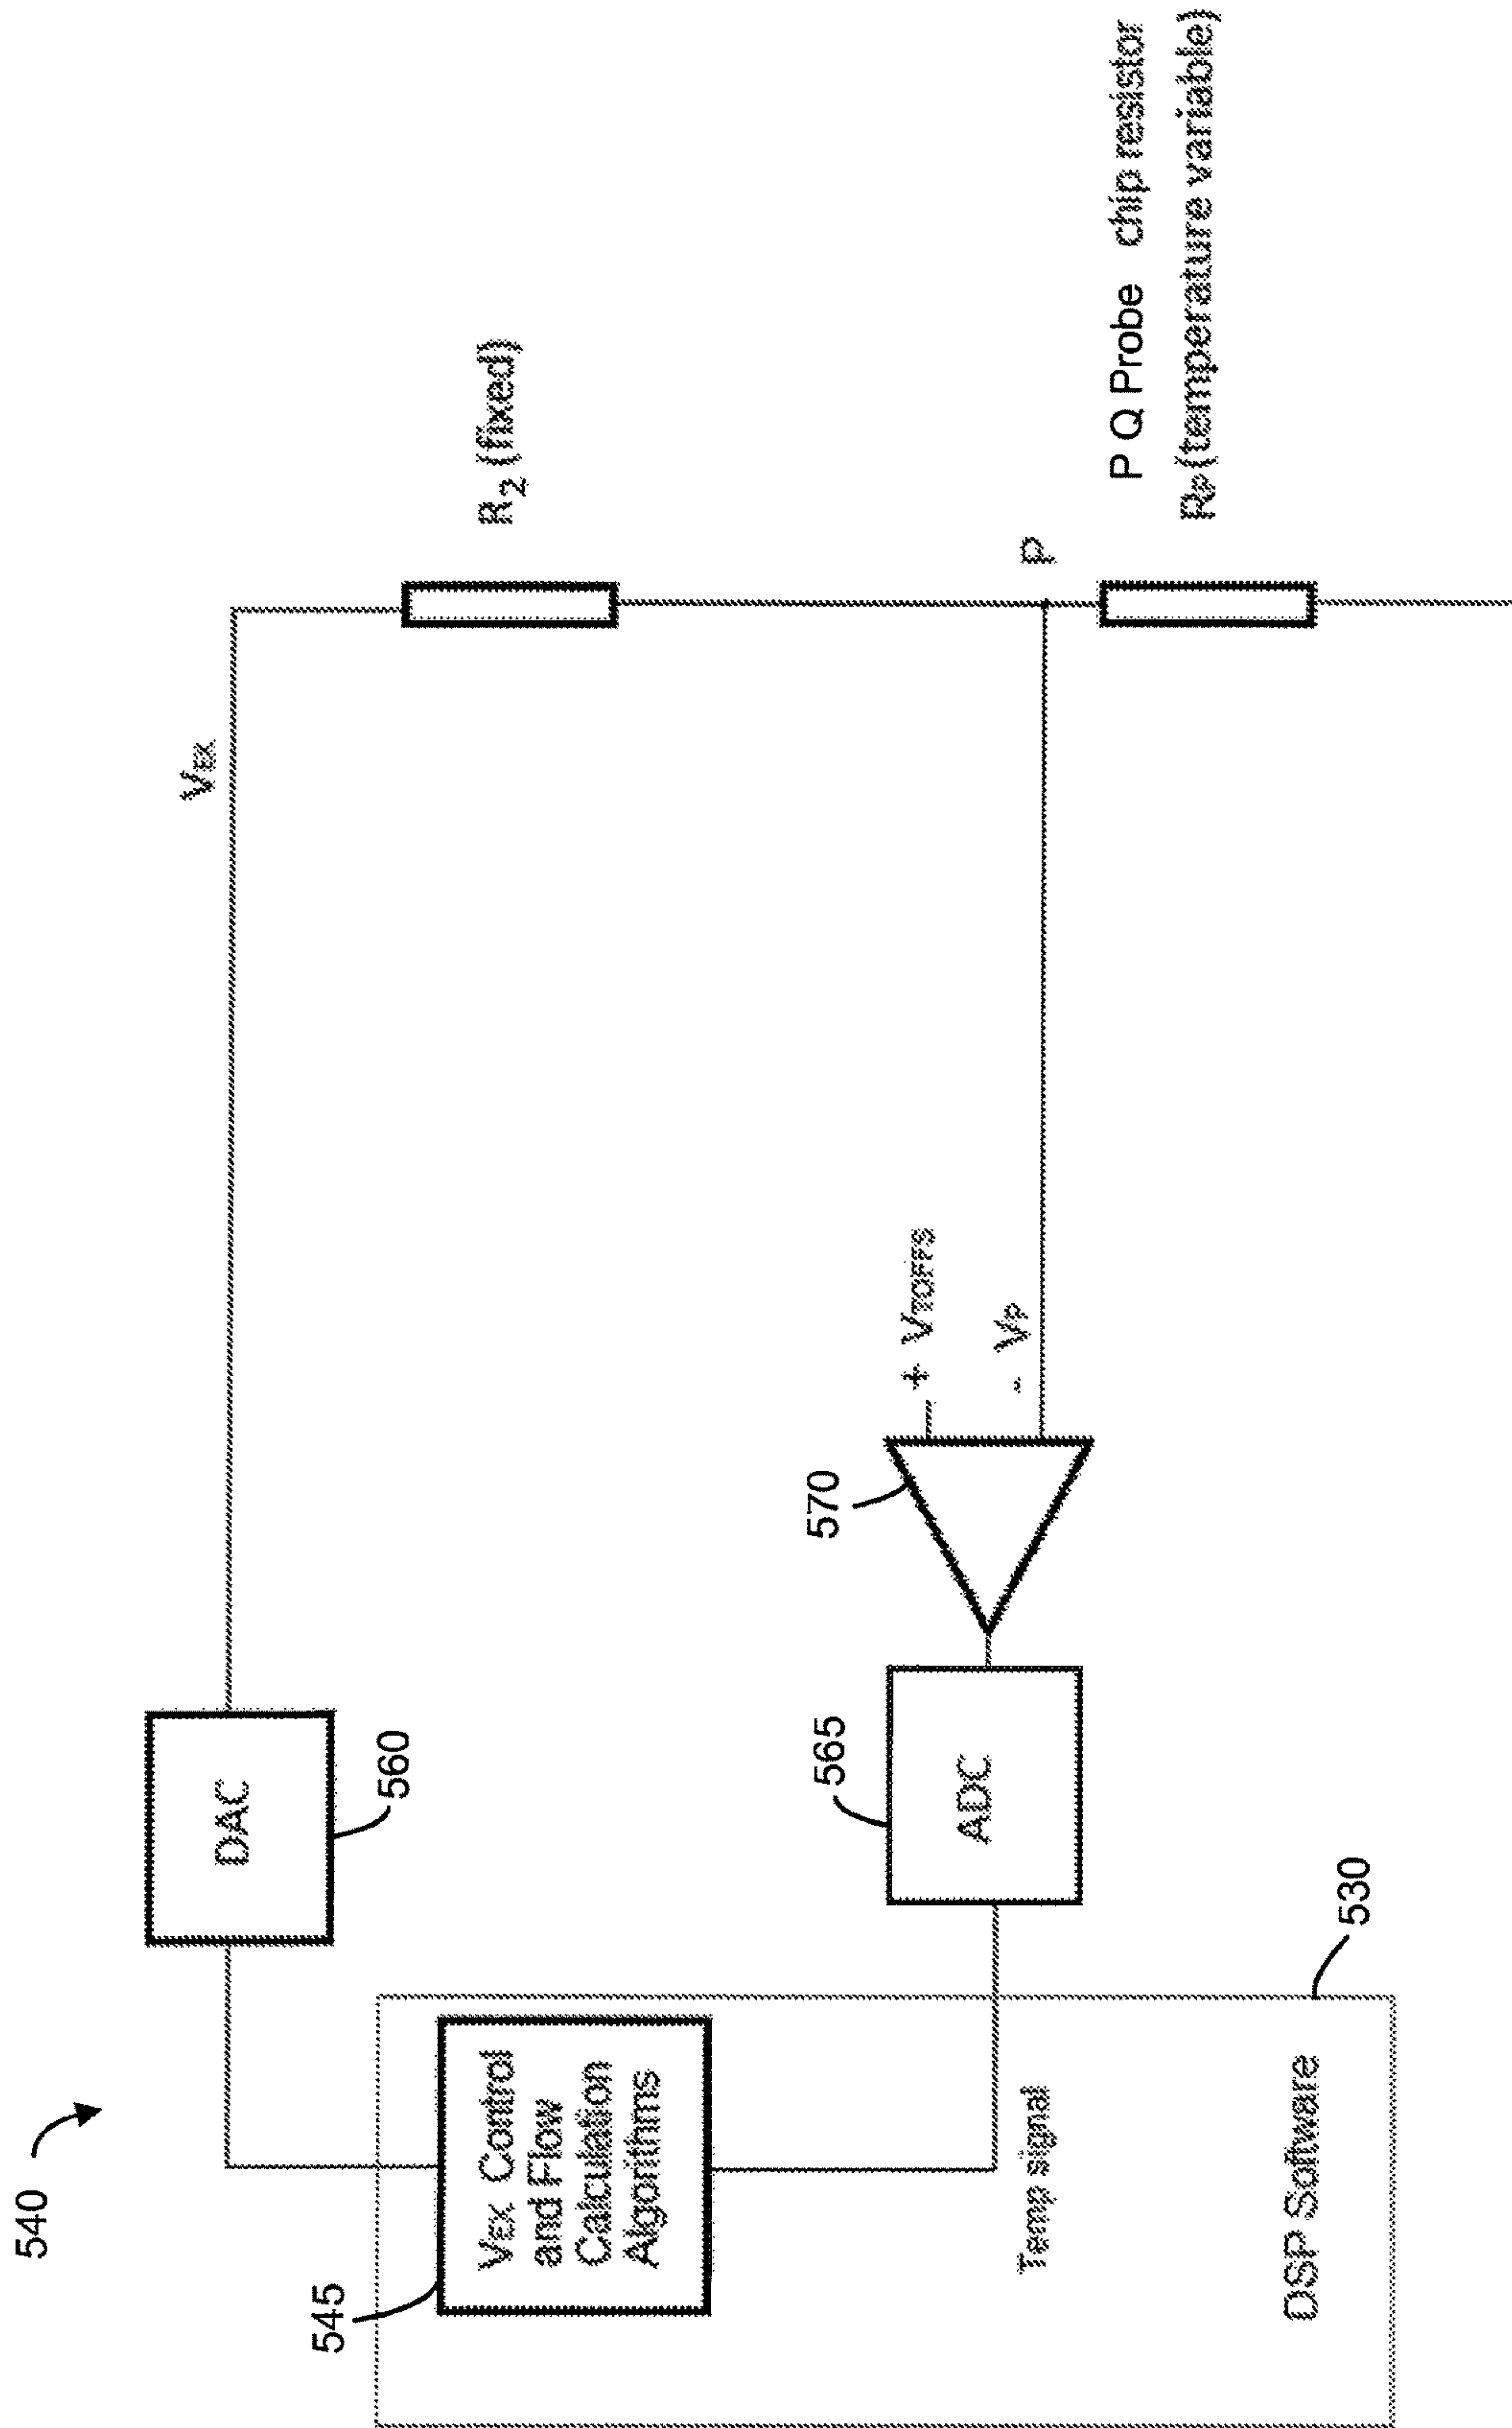 540
545
VEX Control
and Flow
Calculation
Algorithms
DAC
560
VEX
R2 (fixed)
Temp signal
ADC
565
570
+ VTOFFS
- VP
P
P Q Probe chip resistor
RP (temperature variable)
DSP Software
530